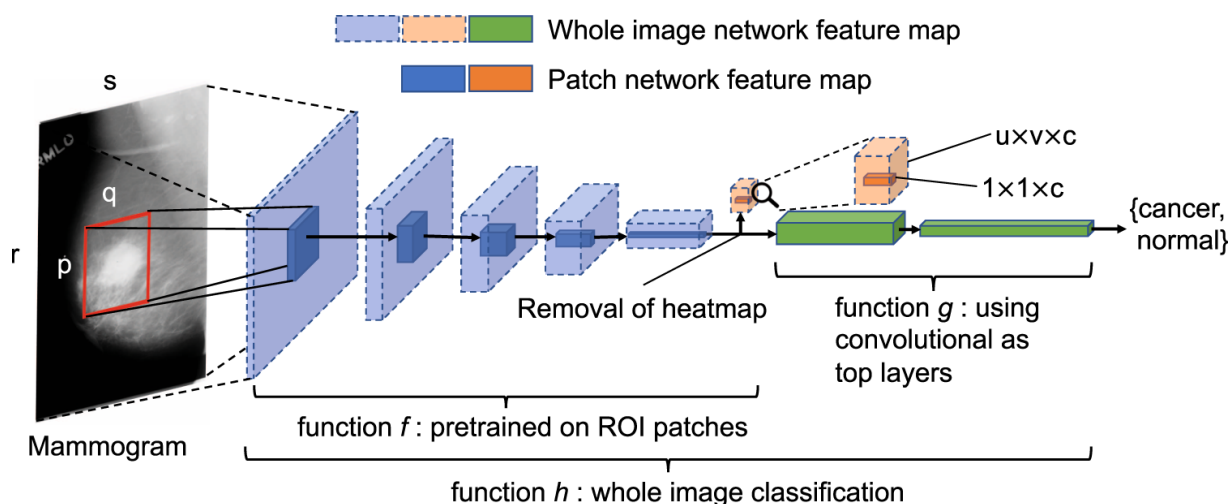 Whole image network feature map
Patch network feature map
s
RMLO
q
p
r
u×v×c
1×1×c
{cancer,
normal}
Removal of heatmap
function g : using
convolutional as
top layers
function f : pretrained on ROI patches
Mammogram
function h : whole image classification